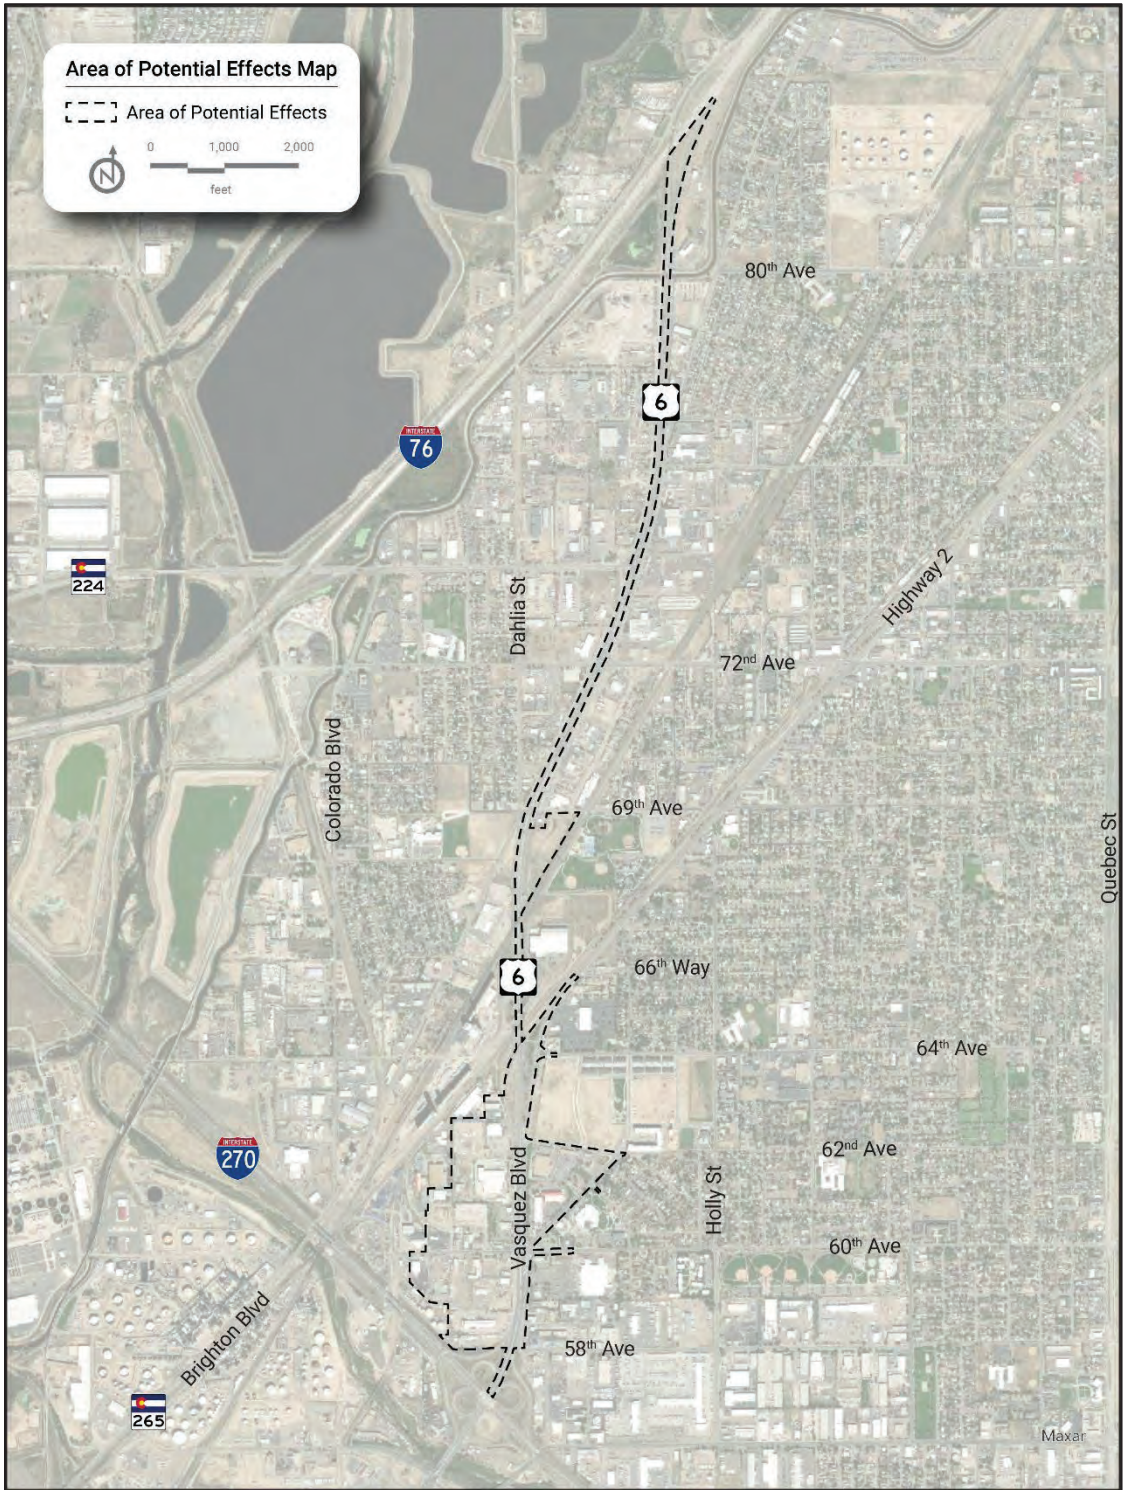 Area of Potential Effects Map
Area of Potential Effects
N
0 1,000 2,000
feet
80th Ave
6
INTERSTATE
76
224
Dahlia St
Highway 2
72nd Ave
Colorado Blvd
69th Ave
Quebec St
6
66th Way
64th Ave
INTERSTATE
270
Vasquez Blvd
62nd Ave
Holly St
60th Ave
Brighton Blvd
58th Ave
265
Maxar